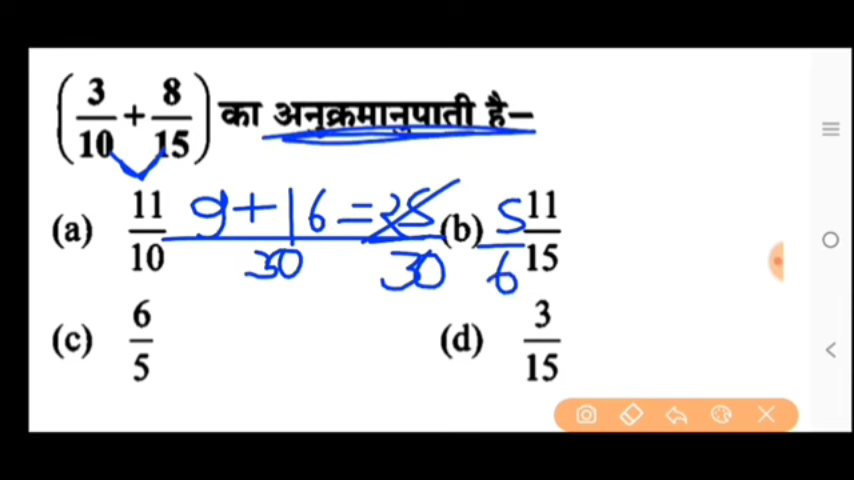 (3/10 + 8/15) का अनुक्रमानुपाती है–
(a) 11/10 (b) 11/15
9+16/30 = 25/30 5/6
(c) 6/5 (d) 3/15